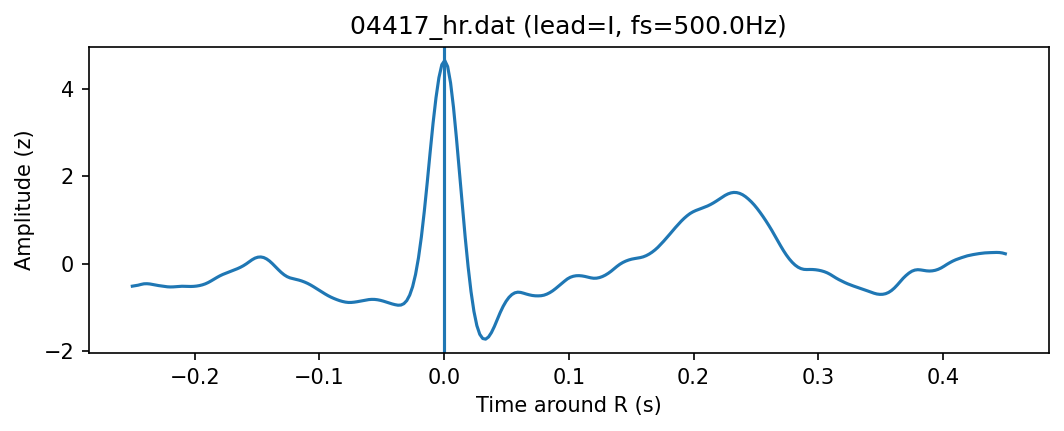 04417_hr.dat (lead=I, fs=500.0Hz)
Amplitude (z)
4
2
0
−2
−0.2 −0.1 0.0 0.1 0.2 0.3 0.4
Time around R (s)